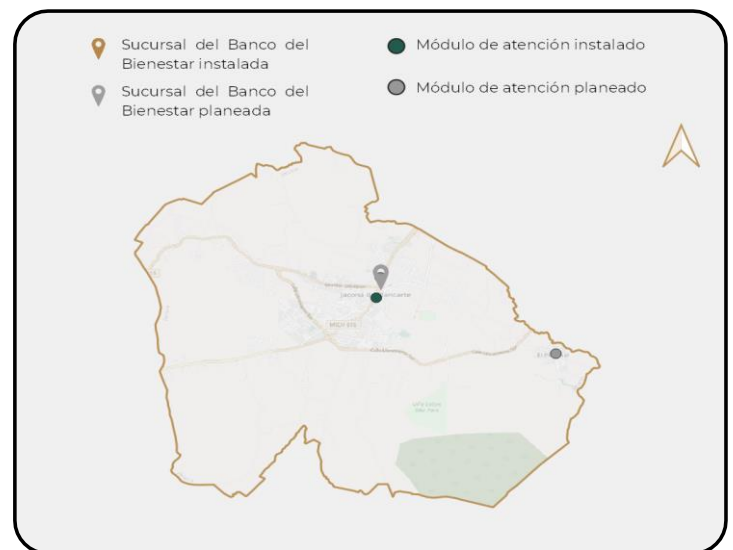 Sucursal del Banco del
Bienestar instalada
Sucursal del Banco del
Bienestar planeada
Módulo de atención instalado
Módulo de atención planeado